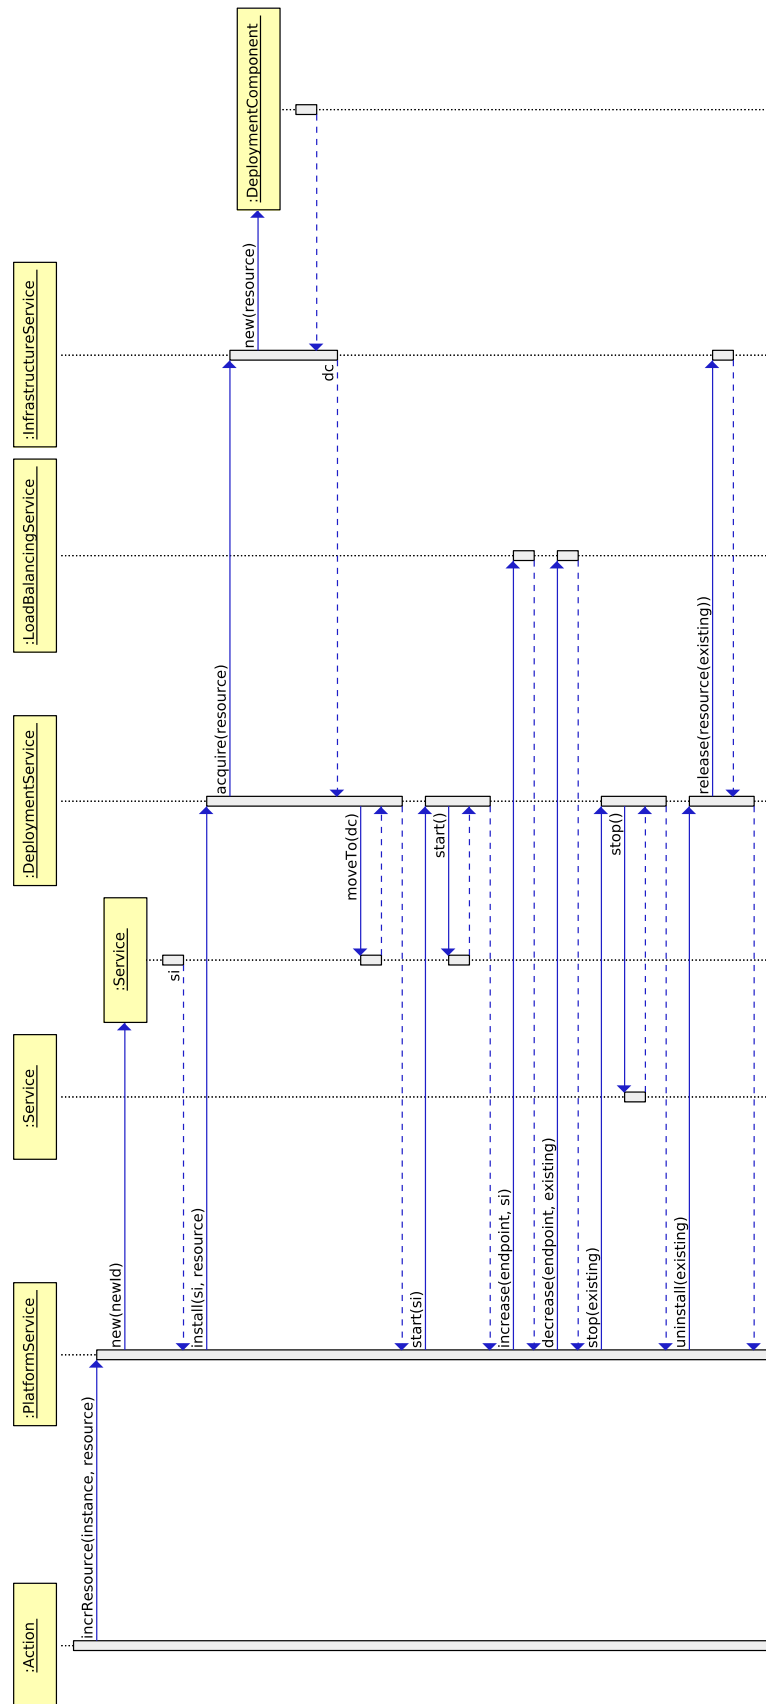 :Action
:PlatformService
:Service
:Service
:DeploymentService
:LoadBalancingService
:InfrastructureService
:DeploymentComponent
incrResource(instance, resource)
new(newId)
si
install(si, resource)
acquire(resource)
new(resource)
dc
moveTo(dc)
start(si)
start()
increase(endpoint, si)
decrease(endpoint, existing)
stop(existing)
stop()
uninstall(existing)
release(resource(existing))